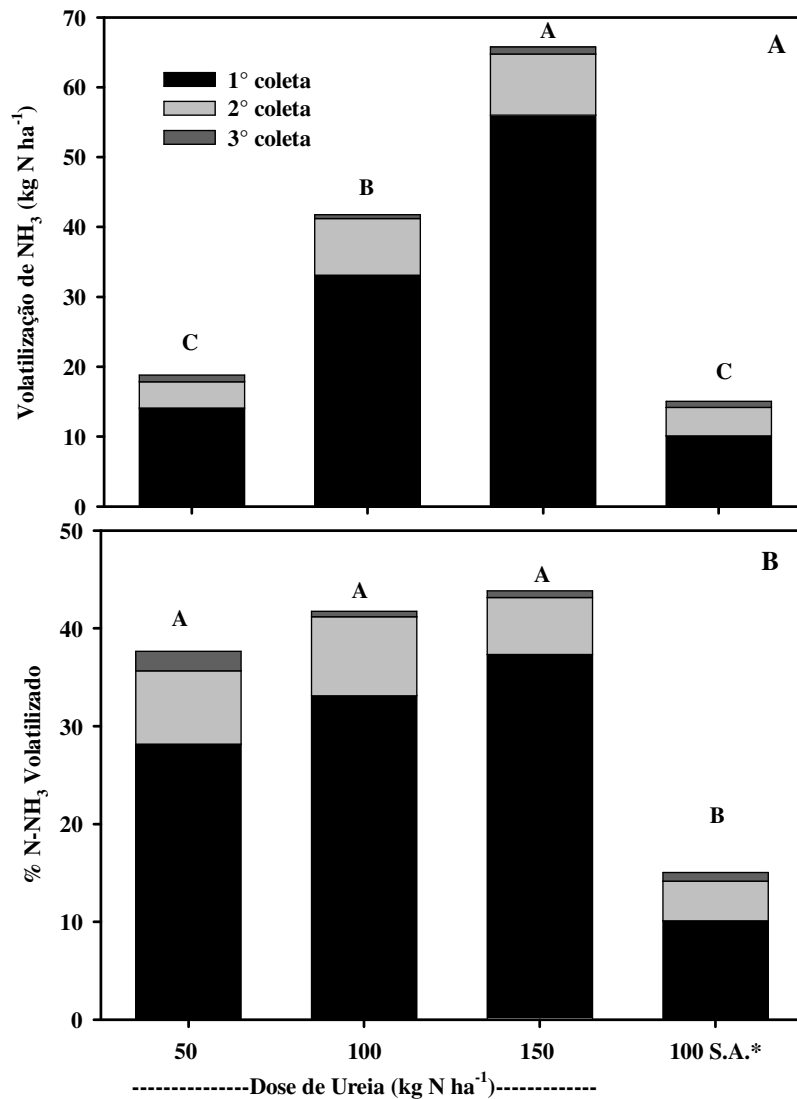 70
A
A
60
1° coleta
2° coleta
3° coleta
50
B
40
30
C
C
20
10
0
Volatilização de NH₃ (kg N ha⁻¹)
50
B
A
A
A
40
30
B
20
10
0
% N-NH₃ Volatilizado
50 100 150 100 S.A.*
--------------Dose de Ureia (kg N ha⁻¹)------------